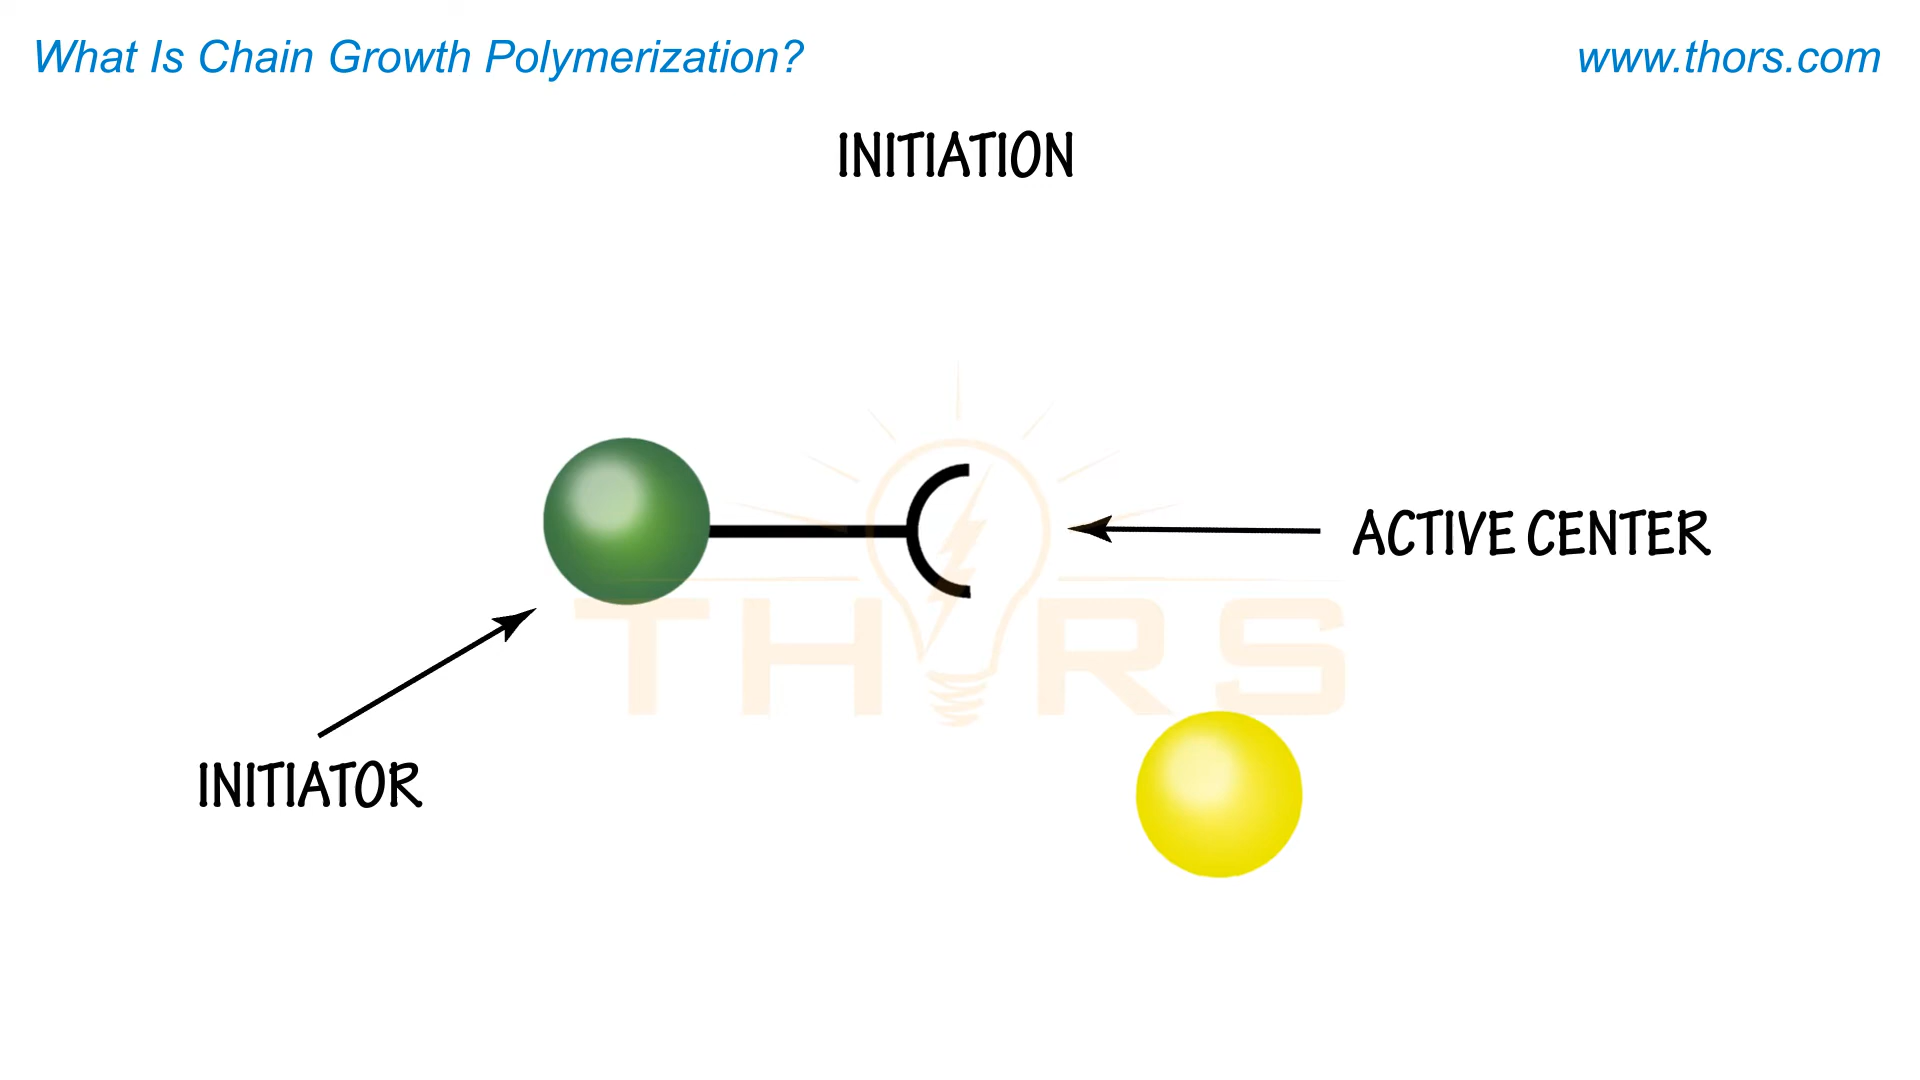 What Is Chain Growth Polymerization?
www.thors.com
INITIATION
ACTIVE CENTER
THORS
INITIATOR